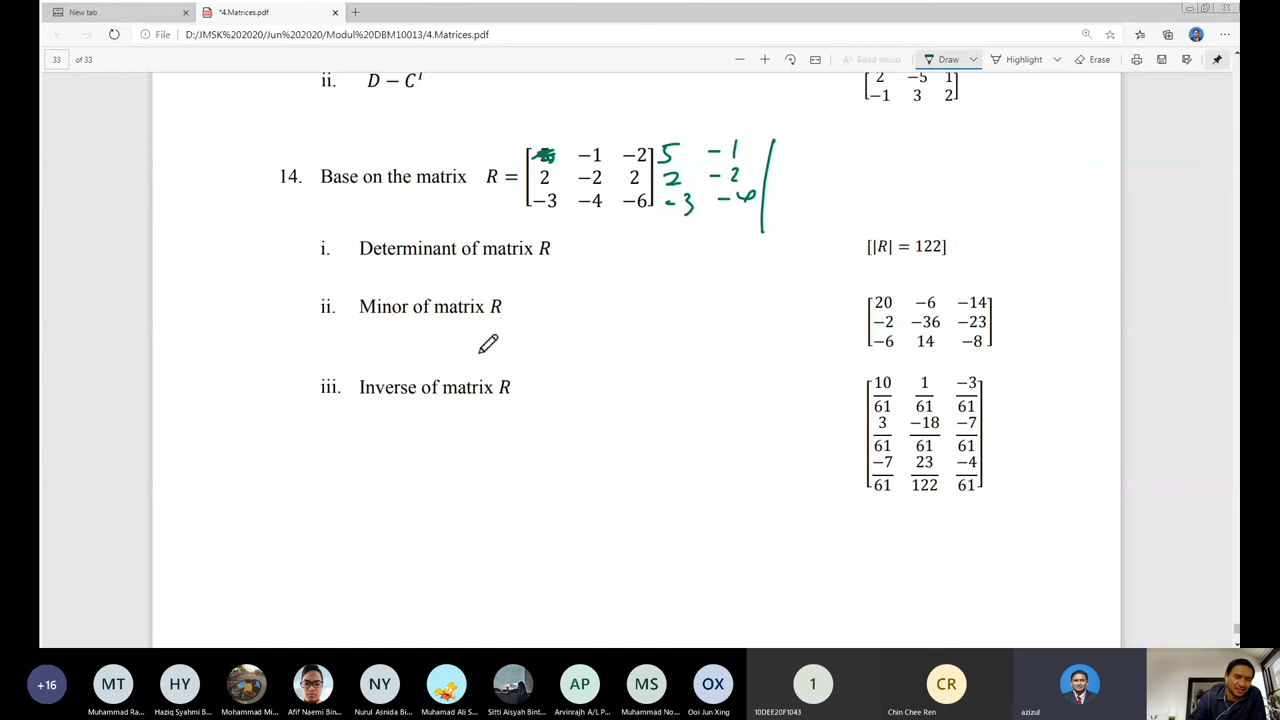 New tab
*4.Matrices.pdf
File D:/JMSK%202020/Jun%202020/Modul%20DBM10013/4.Matrices.pdf
33 of 33
Read aloud Draw Highlight Erase
ii. D − Cᵀ
2 −5 1
−1 3 2
14. Base on the matrix R =
−1 −2 5 −1
2 −2 2 2 −2
−3 −4 −6 -3 −4
i. Determinant of matrix R [|R| = 122]
ii. Minor of matrix R
20 −6 −14
−2 −36 −23
−6 14 −8
iii. Inverse of matrix R
10/61 1/61 −3/61
3/61 −18/61 −7/61
−7/61 23/122 −4/61
+16
MT
HY
NY
AP
MS
OX
1
CR
Muhammad Ra...
Haziq Syahmi B...
Mohammad Mi...
Afif Naemi Bin...
Nurul Asnida Bi...
Muhamad Ali S...
Sitti Aisyah Bint...
Arvinrajh A/L P...
Muhammad No...
Ooi Jun Xing
10DEE20F1043
Chin Chee Ren
azizul